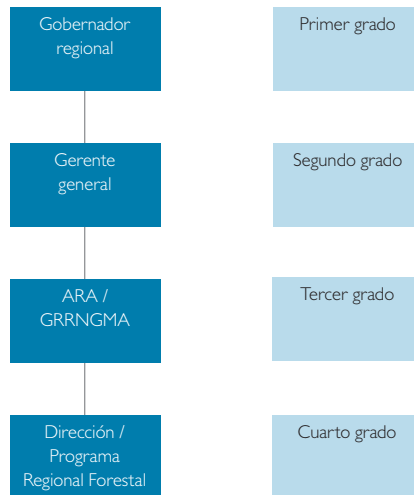 Gobernador
regional
Primer grado
Gerente
general
Segundo grado
ARA /
GRRNGMA
Tercer grado
Dirección /
Programa
Regional Forestal
Cuarto grado